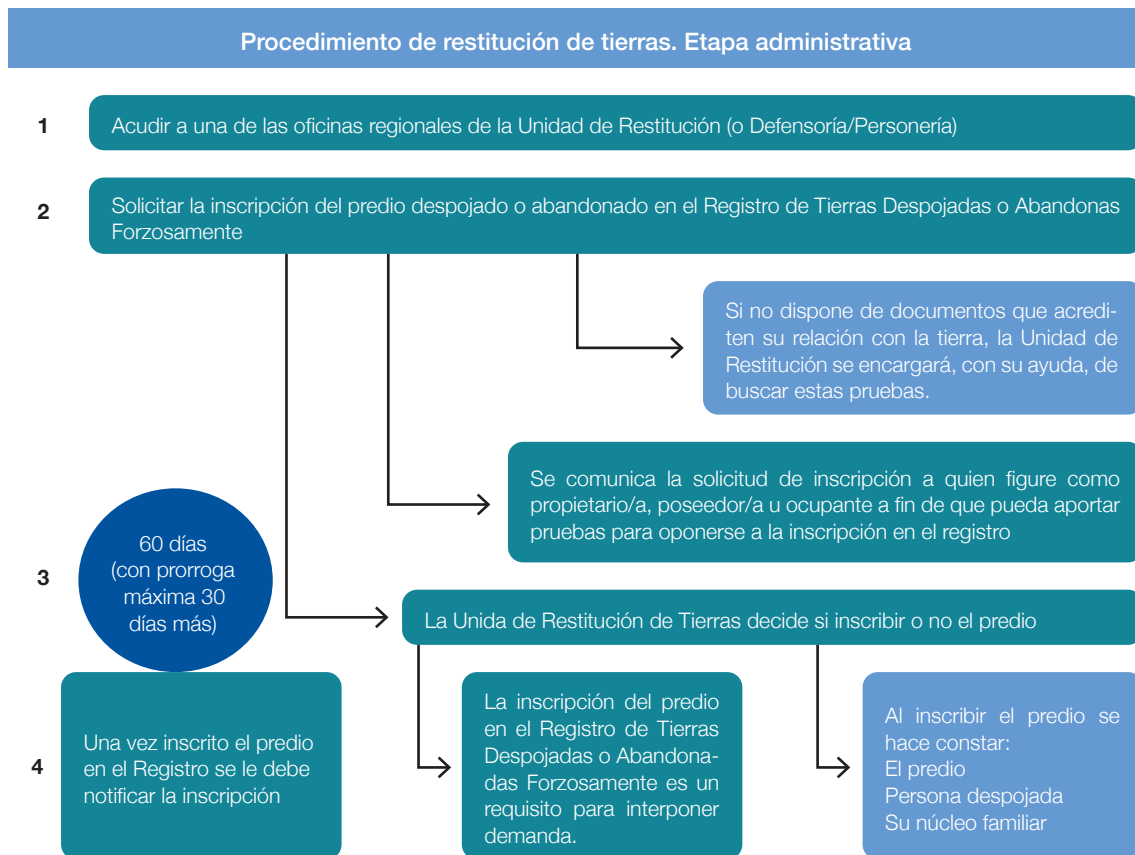 Procedimiento de restitución de tierras. Etapa administrativa
1
Acudir a una de las oficinas regionales de la Unidad de Restitución (o Defensoría/Personería)
2
Solicitar la inscripción del predio despojado o abandonado en el Registro de Tierras Despojadas o Abandonas
Forzosamente
Si no dispone de documentos que acredi-
ten su relación con la tierra, la Unidad de
Restitución se encargará, con su ayuda, de
buscar estas pruebas.
Se comunica la solicitud de inscripción a quien figure como
propietario/a, poseedor/a u ocupante a fin de que pueda aportar
pruebas para oponerse a la inscripción en el registro
3
60 días
(con prorroga
máxima 30
días más)
La Unida de Restitución de Tierras decide si inscribir o no el predio
4
Una vez inscrito el predio
en el Registro se le debe
notificar la inscripción
La inscripción del predio
en el Registro de Tierras
Despojadas o Abandona-
das Forzosamente es un
requisito para interponer
demanda.
Al inscribir el predio se
hace constar:
El predio
Persona despojada
Su núcleo familiar